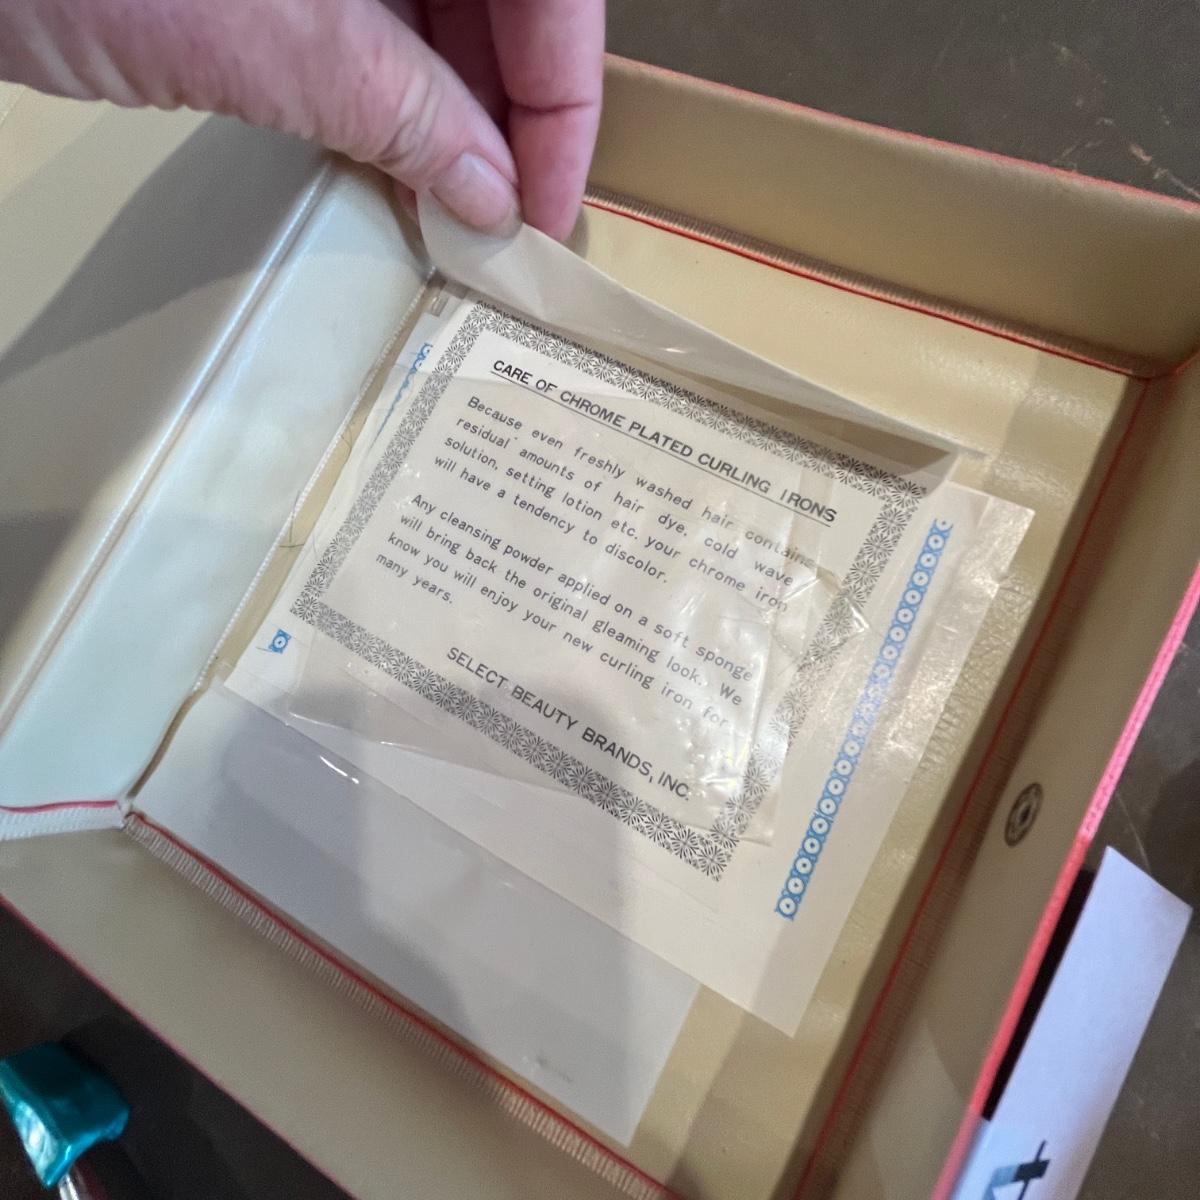 CARE OF CHROME PLATED CURLING IRONS
Because even freshly washed hair contains
residual amounts of hair dye, cold wave
solution, setting lotion etc. your chrome iron
will have a tendency to discolor.
Any cleansing powder applied on a soft sponge
will bring back the original gleaming look. We
know you will enjoy your new curling iron for
many years.
SELECT BEAUTY BRANDS, INC.